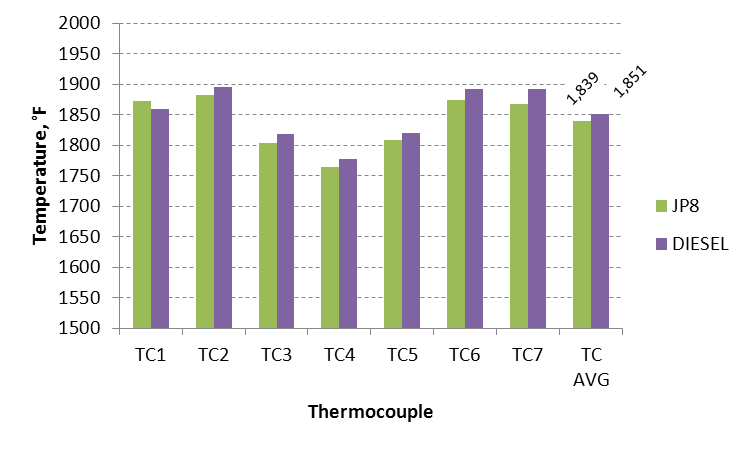 2000
1950
1900
1850
1800
1750
1700
1650
1600
1550
1500
Temperature, °F
1,839
1,851
TC1 TC2 TC3 TC4 TC5 TC6 TC7 TC
AVG
Thermocouple
JP8
DIESEL